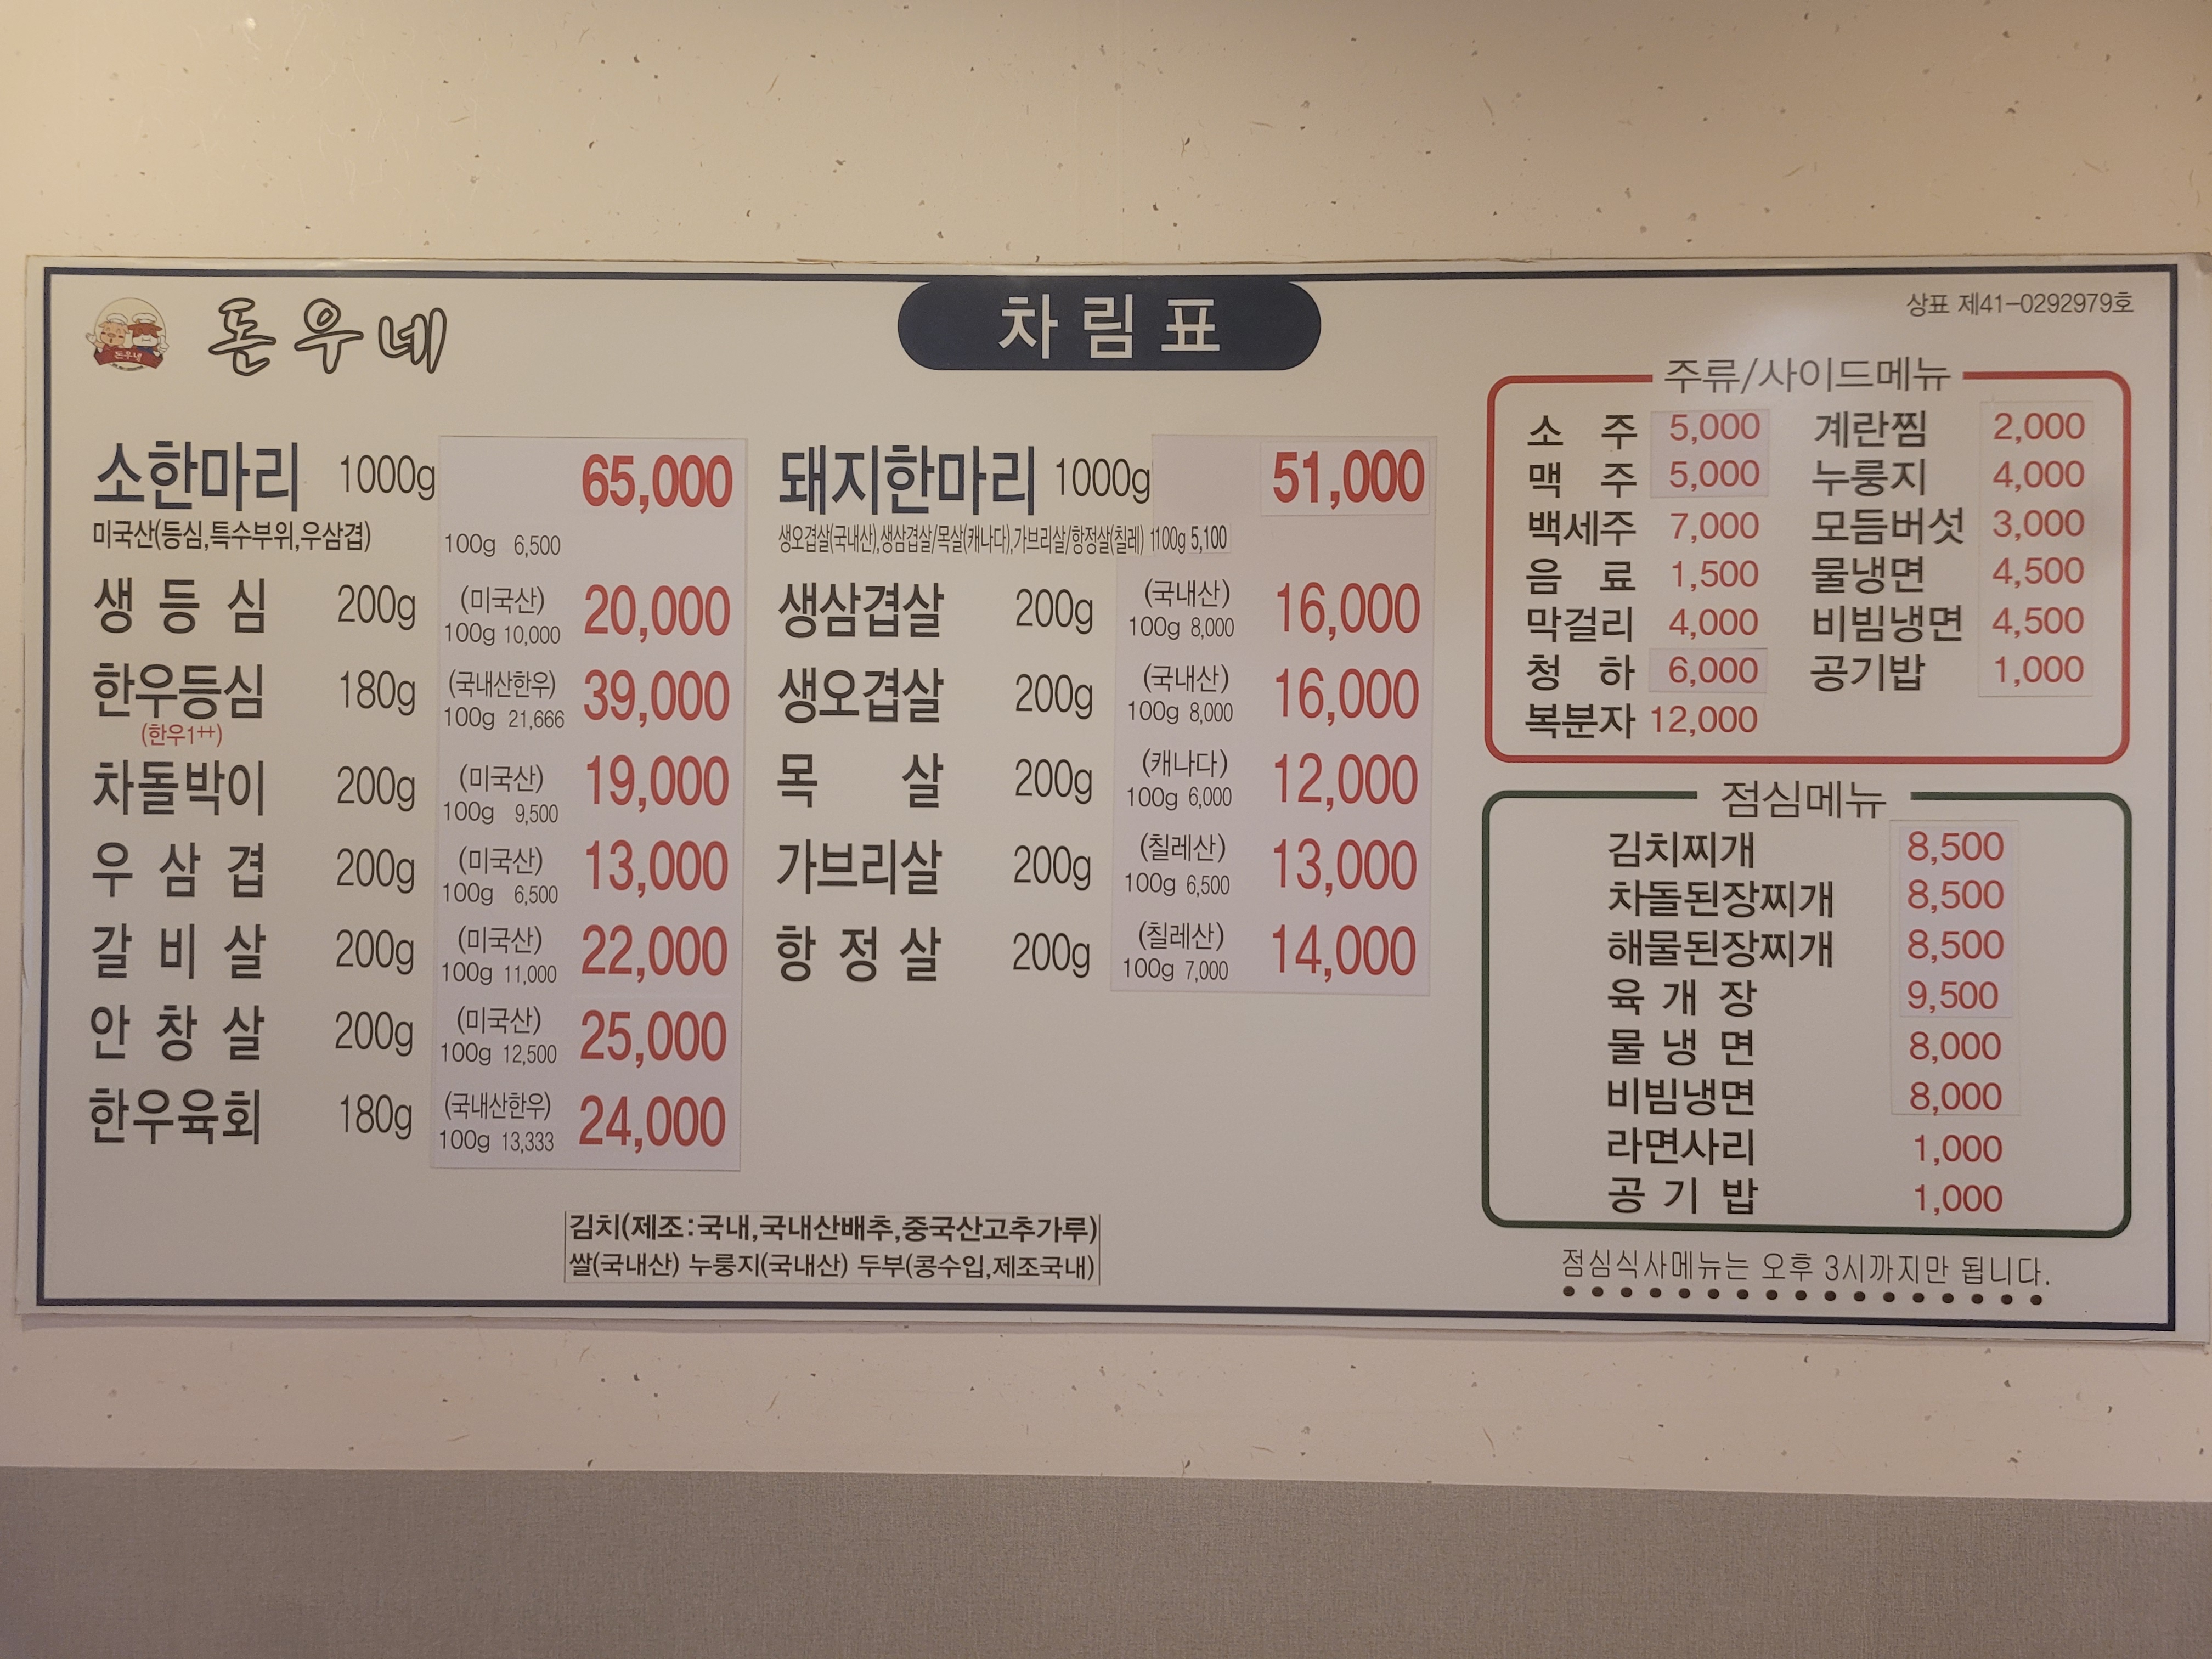 돈우네
차림표
상표 제41-0292979호
소한마리 1000g 65,000
미국산(등심,특수부위,우삼겹) 100g 6,500
생등심 200g (미국산) 100g 10,000 20,000
한우등심 180g (국내산한우) 100g 21,666 39,000
(한우1++)
차돌박이 200g (미국산) 100g 9,500 19,000
우삼겹 200g (미국산) 100g 6,500 13,000
갈비살 200g (미국산) 100g 11,000 22,000
안창살 200g (미국산) 100g 12,500 25,000
한우육회 180g (국내산한우) 100g 13,333 24,000
돼지한마리 1000g 51,000
생오겹살(국내산),생삼겹살/목살(캐나다),가브리살/항정살(칠레) 100g 5,100
생삼겹살 200g (국내산) 100g 8,000 16,000
생오겹살 200g (국내산) 100g 8,000 16,000
목살 200g (캐나다) 100g 6,000 12,000
가브리살 200g (칠레산) 100g 6,500 13,000
항정살 200g (칠레산) 100g 7,000 14,000
김치(제조:국내,국내산배추,중국산고추가루)
쌀(국내산) 누룽지(국내산) 두부(콩수입,제조국내)
주류/사이드메뉴
소주 5,000 계란찜 2,000
맥주 5,000 누룽지 4,000
백세주 7,000 모듬버섯 3,000
음료 1,500 물냉면 4,500
막걸리 4,000 비빔냉면 4,500
청하 6,000 공기밥 1,000
복분자 12,000
점심메뉴
김치찌개 8,500
차돌된장찌개 8,500
해물된장찌개 8,500
육개장 9,500
물냉면 8,000
비빔냉면 8,000
라면사리 1,000
공기밥 1,000
점심식사메뉴는 오후 3시까지만 됩니다.